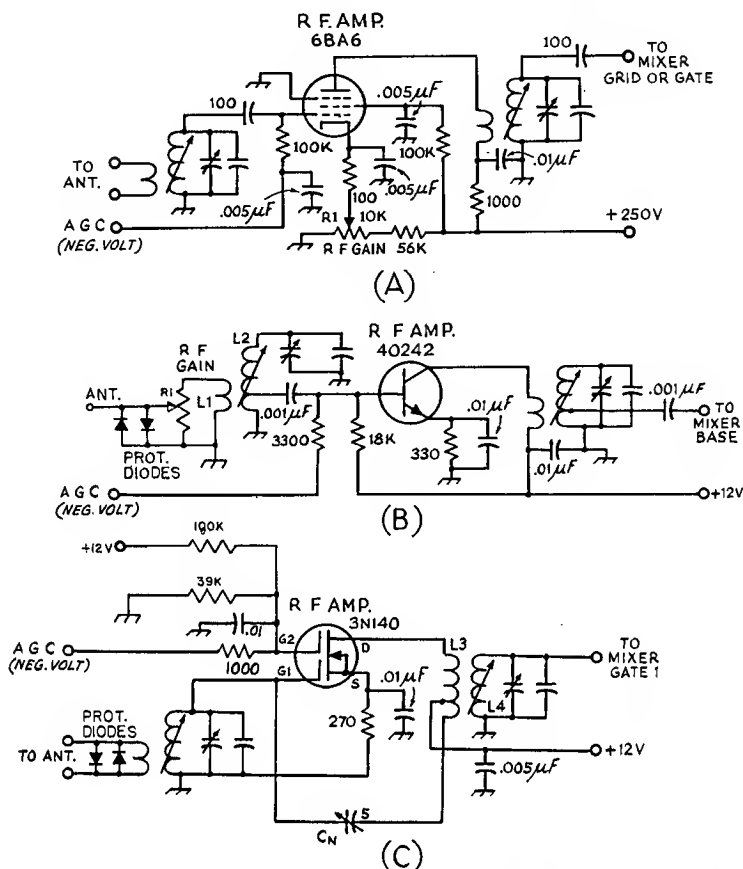 R F. AMP.
6BA6
100
TO
MIXER
GRID OR GATE
.005µF
100
100K
100K
.005µF
.01µF
TO
ANT.
.005µF
100
1000
AGC
(NEG. VOLT)
R1
10K
R F GAIN
56K
+250V
(A)
R F AMP.
40242
L2
R F
GAIN
ANT.
R1
L1
.001µF
.01µF
.001µF
TO
MIXER
BASE
PROT.
DIODES
3300
18K
330
.01µF
AGC
(NEG. VOLT)
+12V
(B)
100K
+12V
39K
R F AMP.
3N140
.01
G2
D
L3
TO
MIXER
GATE 1
AGC
(NEG. VOLT)
1000
G1
S
.01µF
L4
PROT.
DIODES
270
TO ANT.
+12V
.005µF
5
CN
(C)